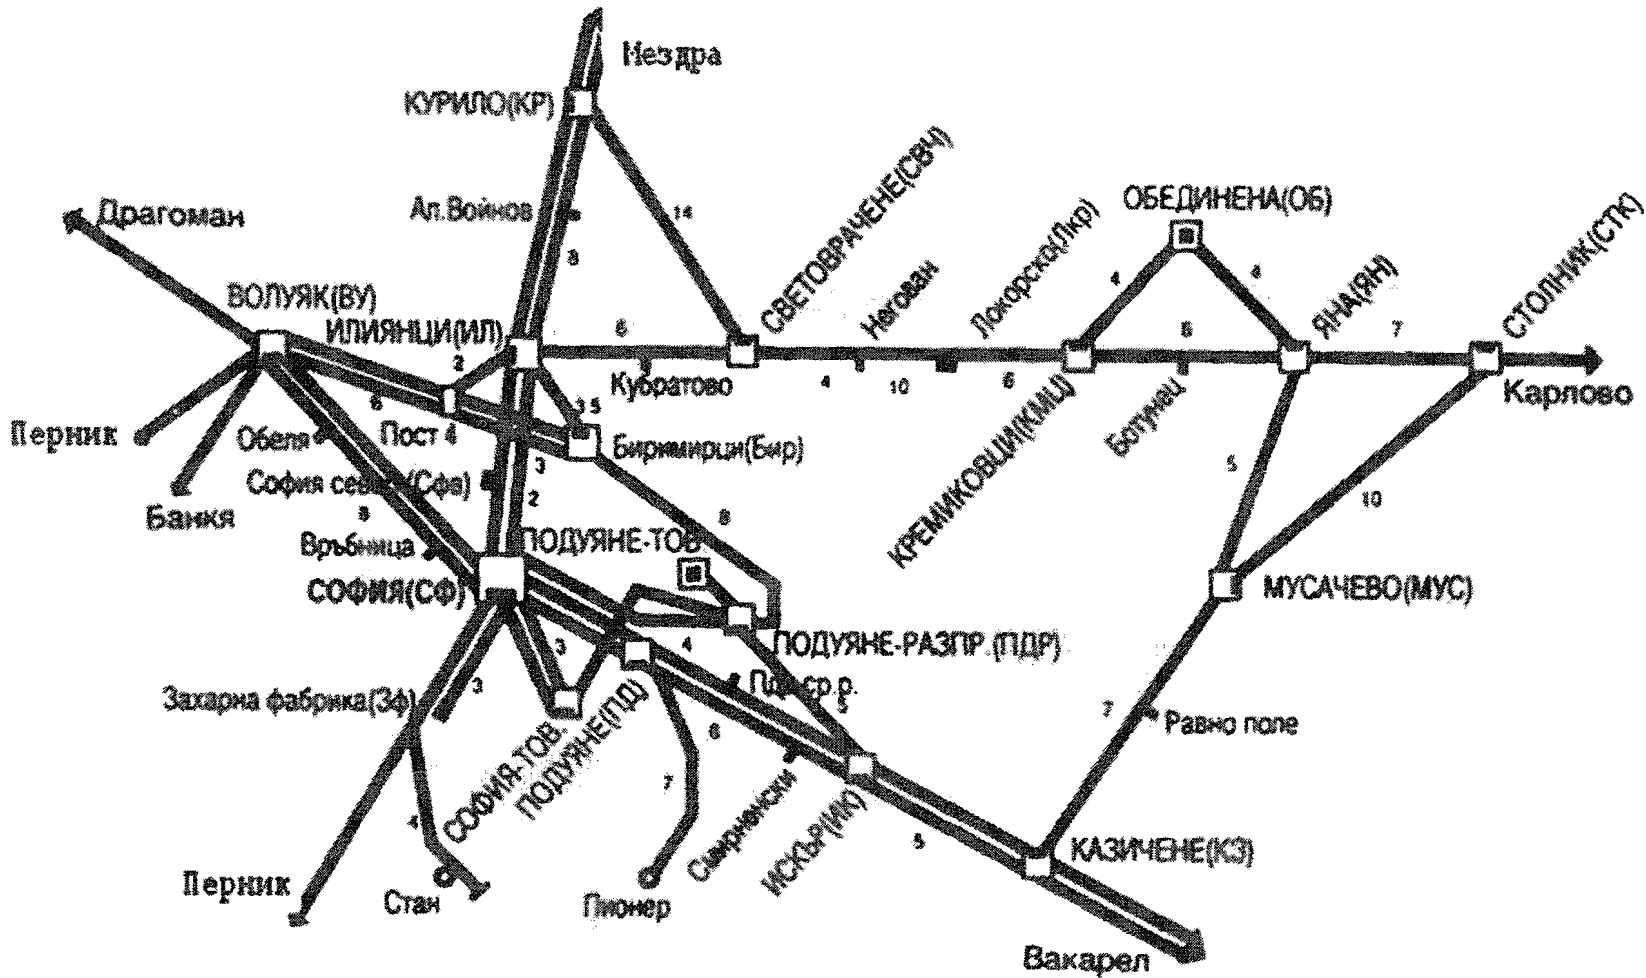 Мездра
КУРИЛО(КР)
Ал.Войнов
8
14
СВЕТОВРАЧЕНЕ(СВЧ)
Негован
Локорско(Лкр)
ОБЕДИНЕНА(ОБ)
4
4
ЯНА(ЯН)
СТОЛНИК(СТК)
Драгоман
ВОЛУЯК(ВУ)
ИЛИЯНЦИ(ИЛ)
2
6
6
7
Кубратово
4
10
6
Карлово
Перник
Обеля
6
Пост 4
3 5
Биримирци(Бир)
3
КРЕМИКОВЦИ(КМЦ)
Ботунец
5
10
Банкя
София север(Сфв)
2
8
9
Връбница
ПОДУЯНЕ-ТОВ.
СОФИЯ(СФ)
МУСАЧЕВО(МУС)
3
4
ПОДУЯНЕ-РАЗПР.(ПДР)
Захарна фабрика(Зф)
3
5
6
7
Равно поле
СОФИЯ-ТОВ.
ПОДУЯНЕ(ПД)
7
Смирненски
ИСКЪР(ИК)
4
5
КАЗИЧЕНЕ(КЗ)
Перник
Стан
Пионер
Вакарел